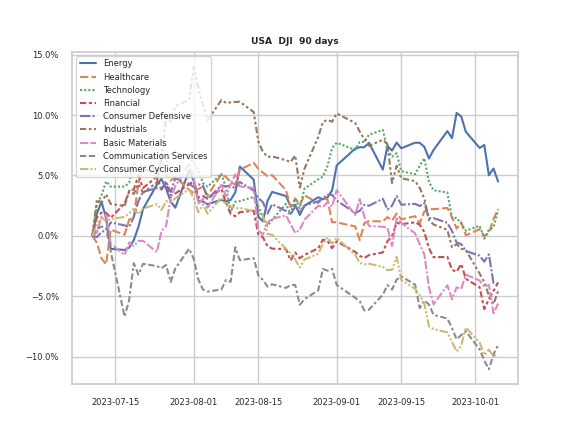 USA  DJI  90 days
15.0%
10.0%
5.0%
0.0%
−5.0%
−10.0%
Energy
Healthcare
Technology
Financial
Consumer Defensive
Industrials
Basic Materials
Communication Services
Consumer Cyclical
2023-07-15
2023-08-01
2023-08-15
2023-09-01
2023-09-15
2023-10-01